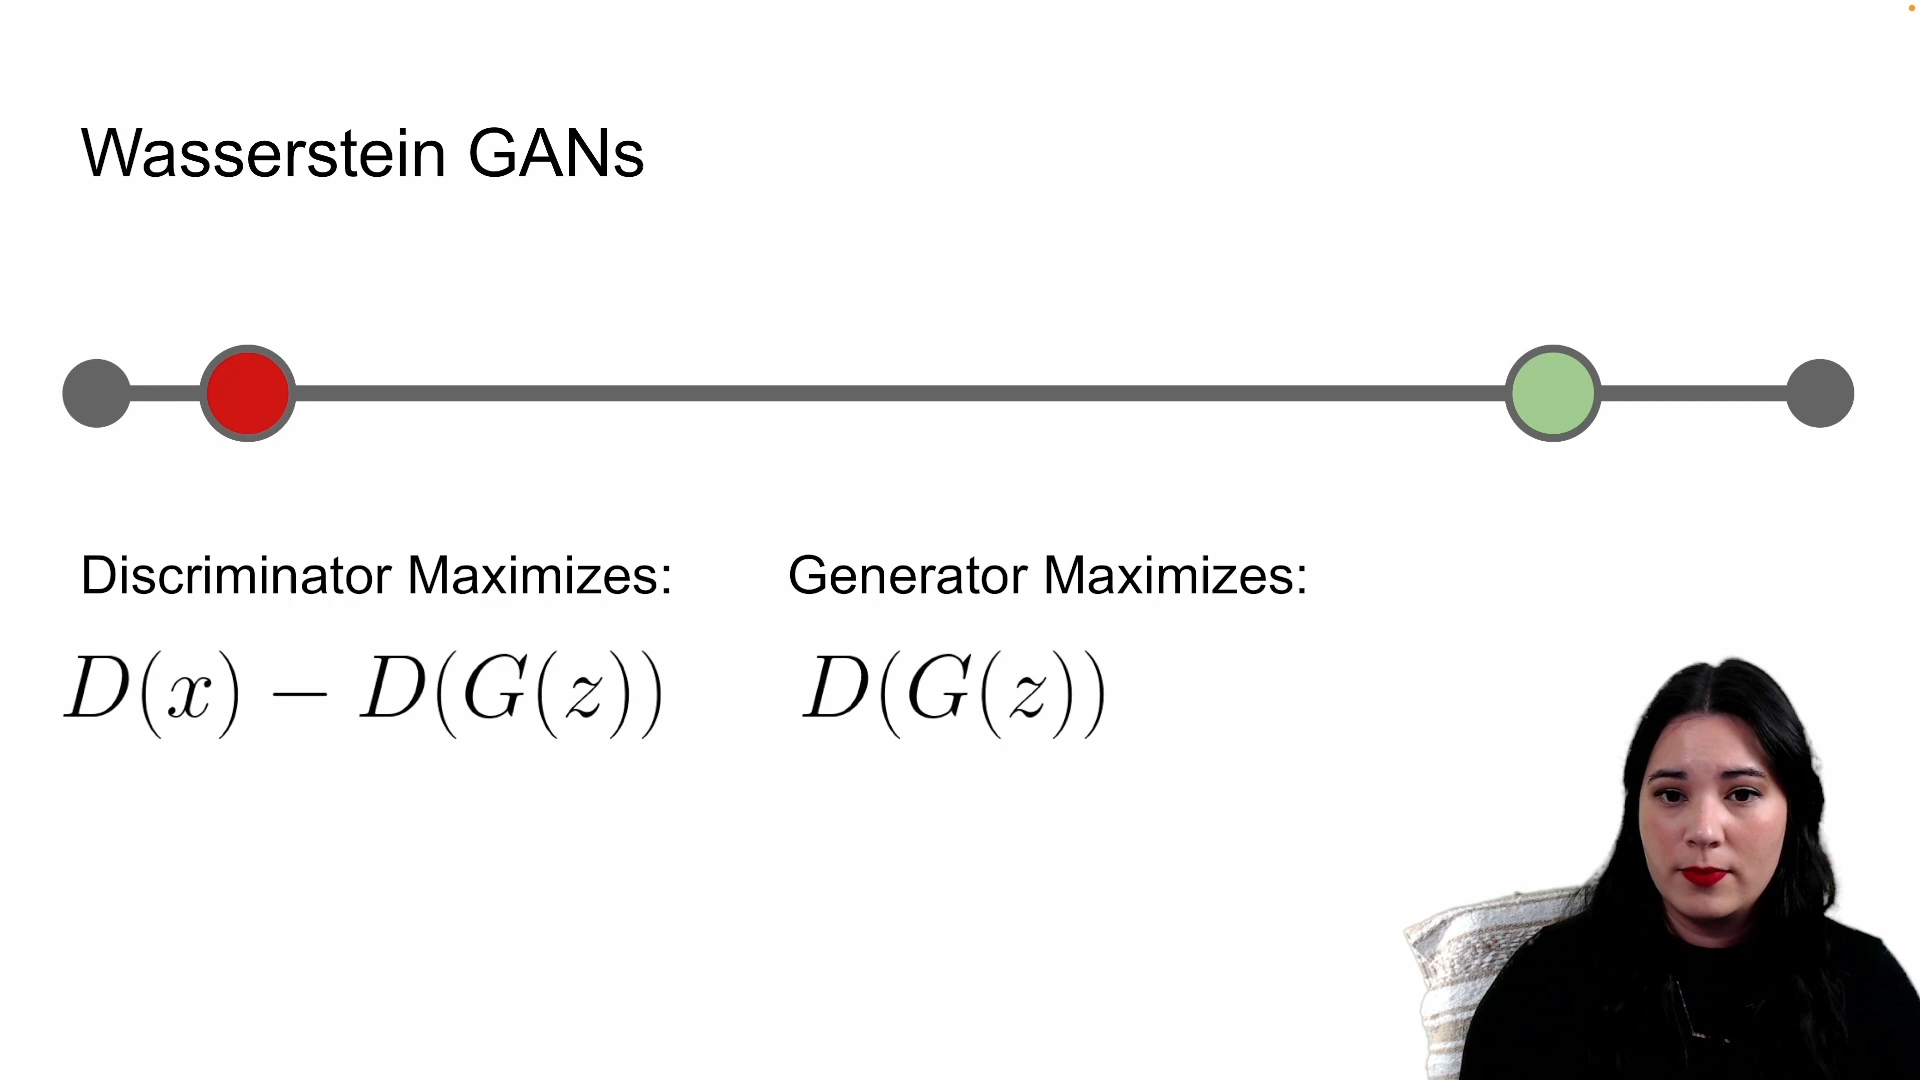 Wasserstein GANs
Discriminator Maximizes:
Generator Maximizes:
D(x) − D(G(z))
D(G(z))